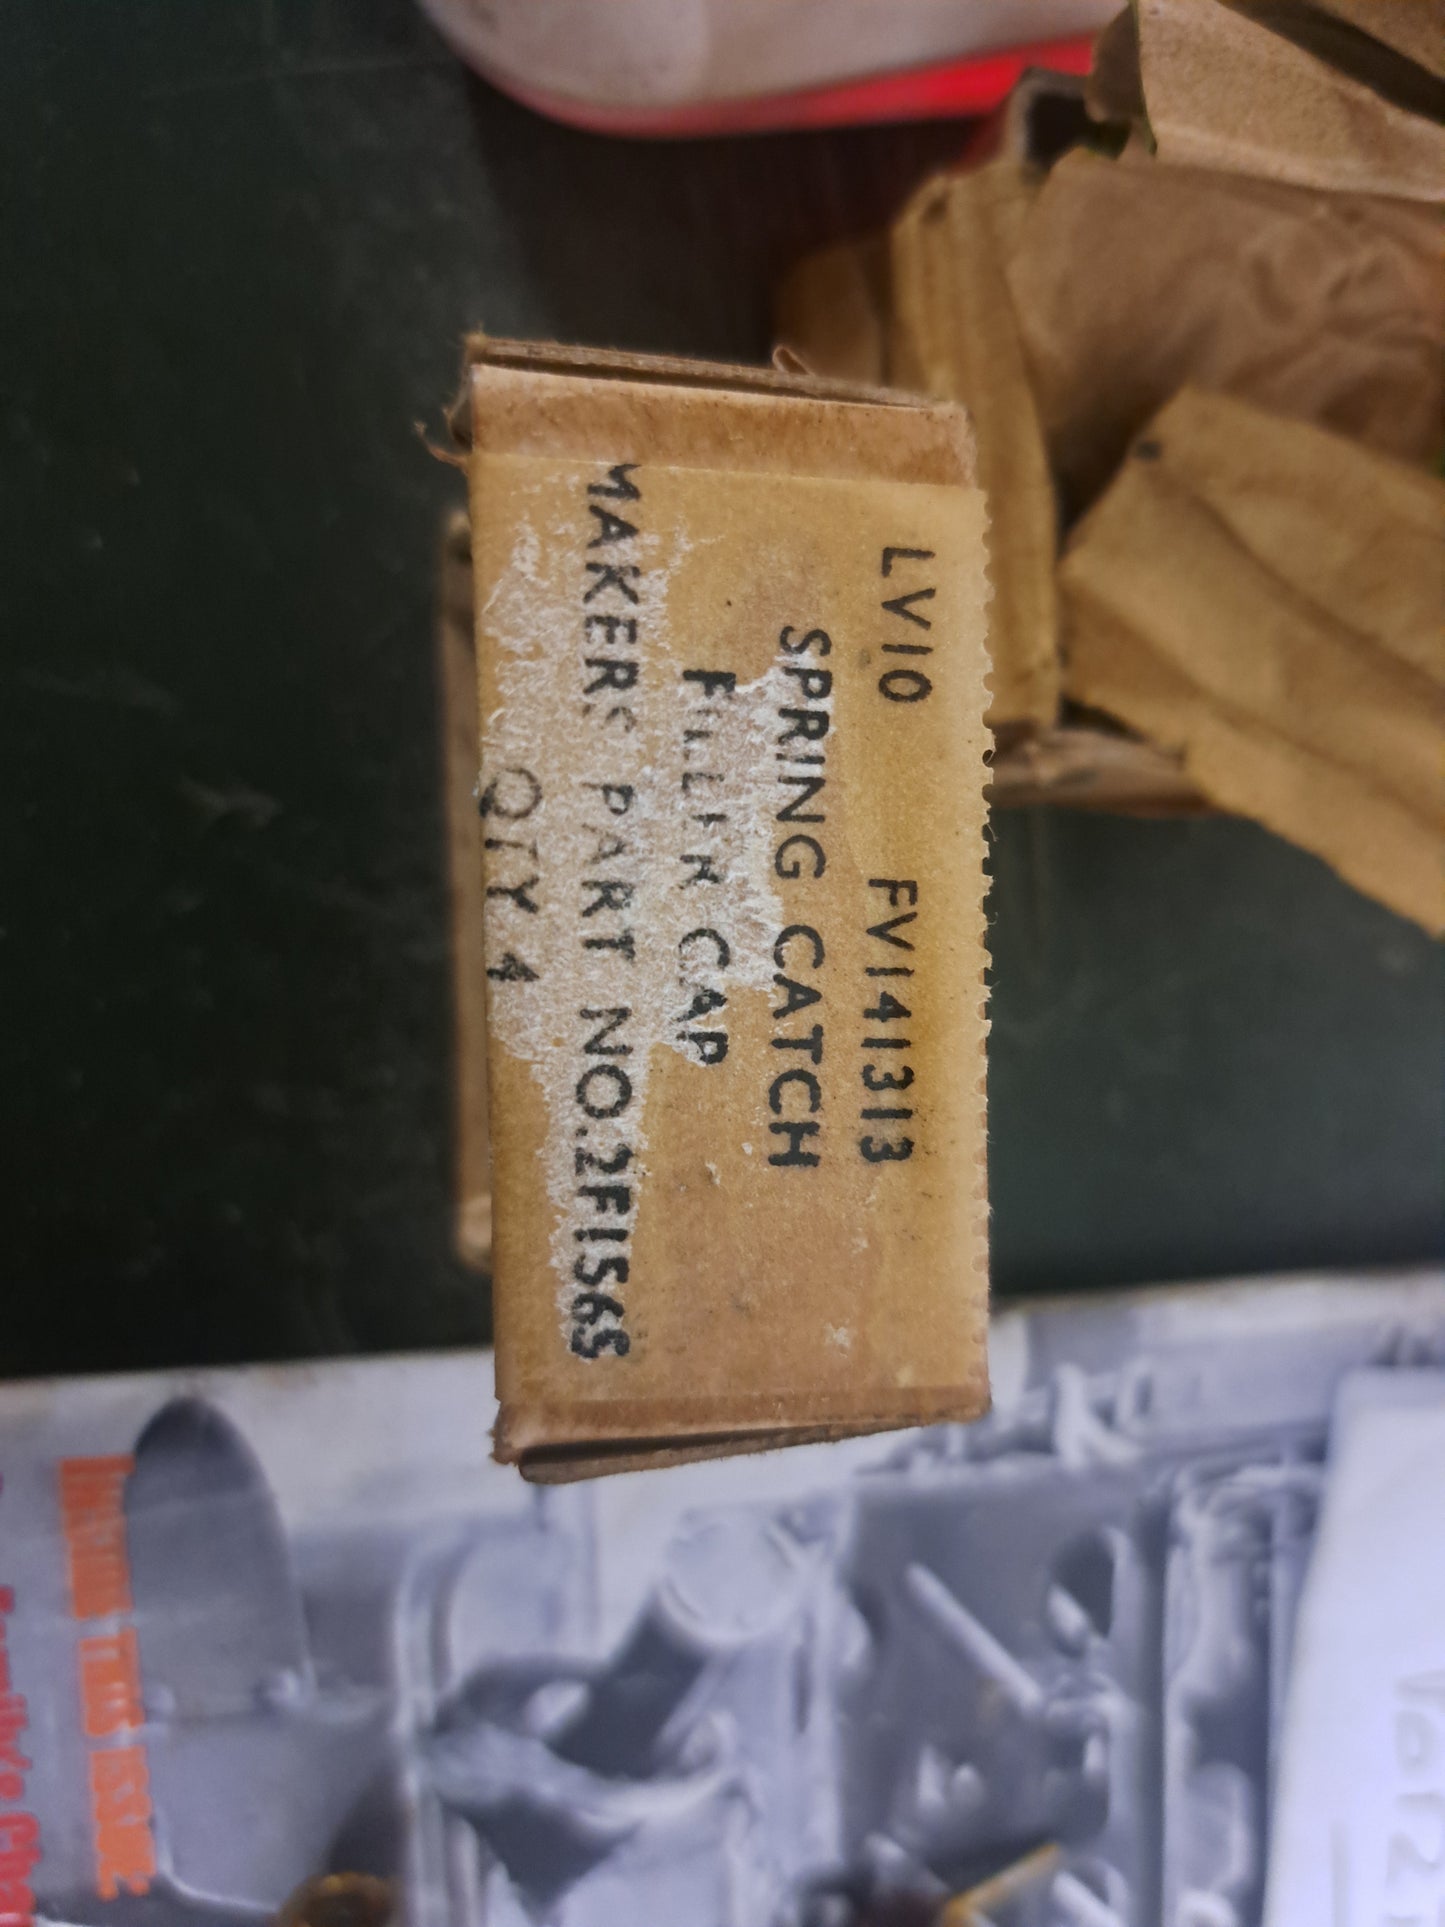 LV10 FV141313
SPRING CATCH
FILLER CAP
MAKERS PART NO.2F1565
QTY 4